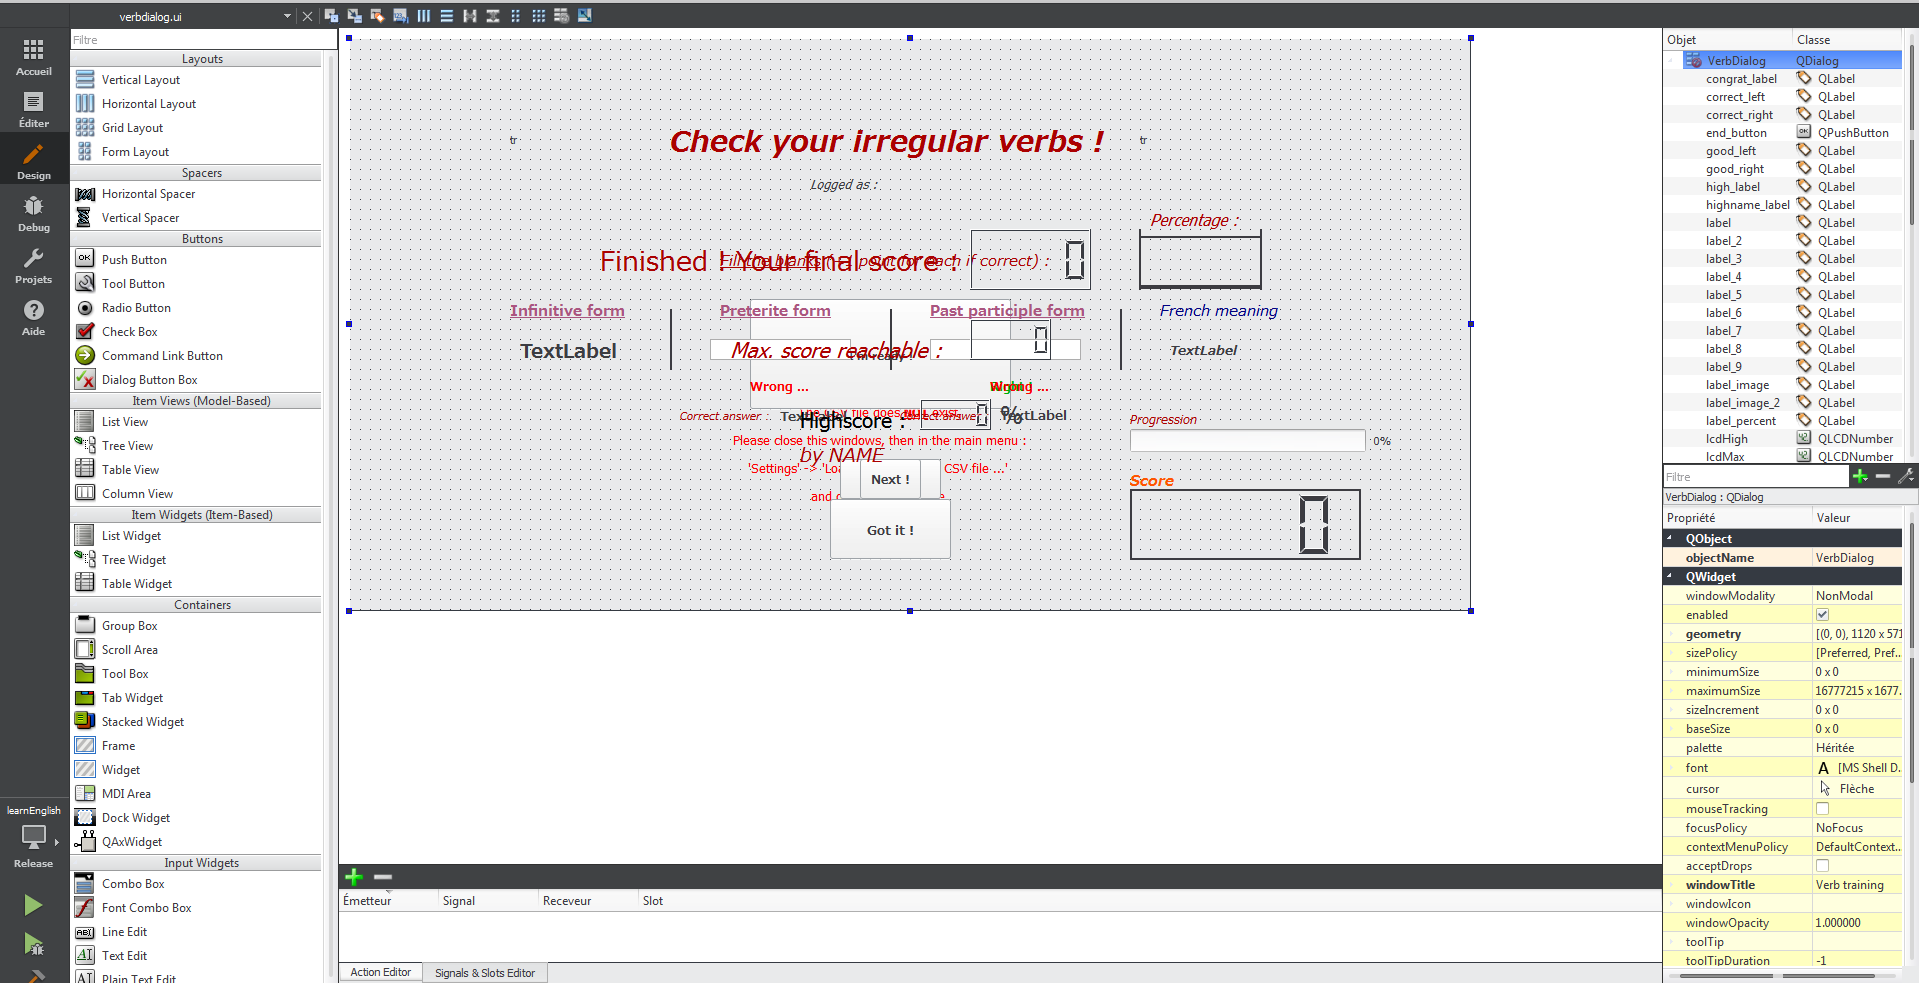 verbdialog.ui
Filtre
Accueil
Éditer
Design
Debug
Projets
Aide
learnEnglish
Release
Layouts
Vertical Layout
Horizontal Layout
Grid Layout
Form Layout
Spacers
Horizontal Spacer
Vertical Spacer
Buttons
Push Button
Tool Button
Radio Button
Check Box
Command Link Button
Dialog Button Box
Item Views (Model-Based)
List View
Tree View
Table View
Column View
Item Widgets (Item-Based)
List Widget
Tree Widget
Table Widget
Containers
Group Box
Scroll Area
Tool Box
Tab Widget
Stacked Widget
Frame
Widget
MDI Area
Dock Widget
QAxWidget
Input Widgets
Combo Box
Font Combo Box
Line Edit
Text Edit
Plain Text Edit
tr
Check your irregular verbs !
tr
Logged as :
Percentage :
Finished ! Your final score :
Fill the blanks (+1 point for each if correct) :
0
Infinitive form
Preterite form
Past participle form
French meaning
TextLabel
Max. score reachable :
0
TextLabel
Wrong ...
Wrong ...
Correct answer :
TextLabel
Highscore :
0
%
TextLabel
Progression
0%
Please close this windows, then in the main menu :
by NAME
'Settings' -> 'Loa
CSV file ...'
Next !
Score
0
Got it !
Émetteur
Signal
Receveur
Slot
Action Editor
Signals & Slots Editor
Objet Classe
VerbDialog QDialog
congrat_label QLabel
correct_left QLabel
correct_right QLabel
end_button QPushButton
good_left QLabel
good_right QLabel
high_label QLabel
highname_label QLabel
label QLabel
label_2 QLabel
label_3 QLabel
label_4 QLabel
label_5 QLabel
label_6 QLabel
label_7 QLabel
label_8 QLabel
label_9 QLabel
label_image QLabel
label_image_2 QLabel
label_percent QLabel
lcdHigh QLCDNumber
lcdMax QLCDNumber
Filtre
VerbDialog : QDialog
Propriété Valeur
QObject
objectName VerbDialog
QWidget
windowModality NonModal
enabled
geometry [(0, 0), 1120 x 571
sizePolicy [Preferred, Pref...
minimumSize 0 x 0
maximumSize 16777215 x 1677...
sizeIncrement 0 x 0
baseSize 0 x 0
palette Héritée
font A [MS Shell D...
cursor Flèche
mouseTracking
focusPolicy NoFocus
contextMenuPolicy DefaultContext...
acceptDrops
windowTitle Verb training
windowIcon
windowOpacity 1.000000
toolTip
toolTipDuration -1